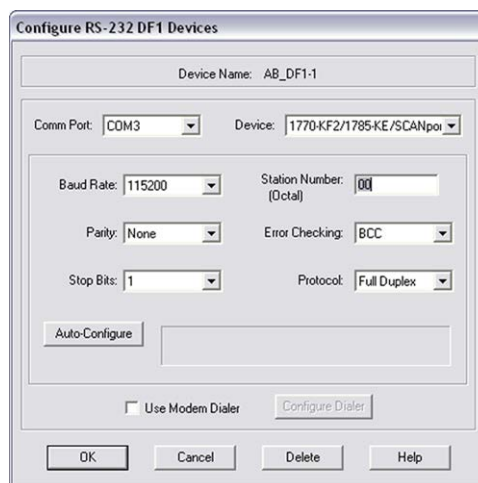 Configure RS-232 DF1 Devices
Device Name: AB_DF1-1
Comm Port: COM3 Device: 1770-KF2/1785-KE/SCANpor
Baud Rate: 115200 Station Number: 00
(Octal)
Parity: None Error Checking: BCC
Stop Bits: 1 Protocol: Full Duplex
Auto-Configure
Use Modem Dialer Configure Dialer
OK Cancel Delete Help